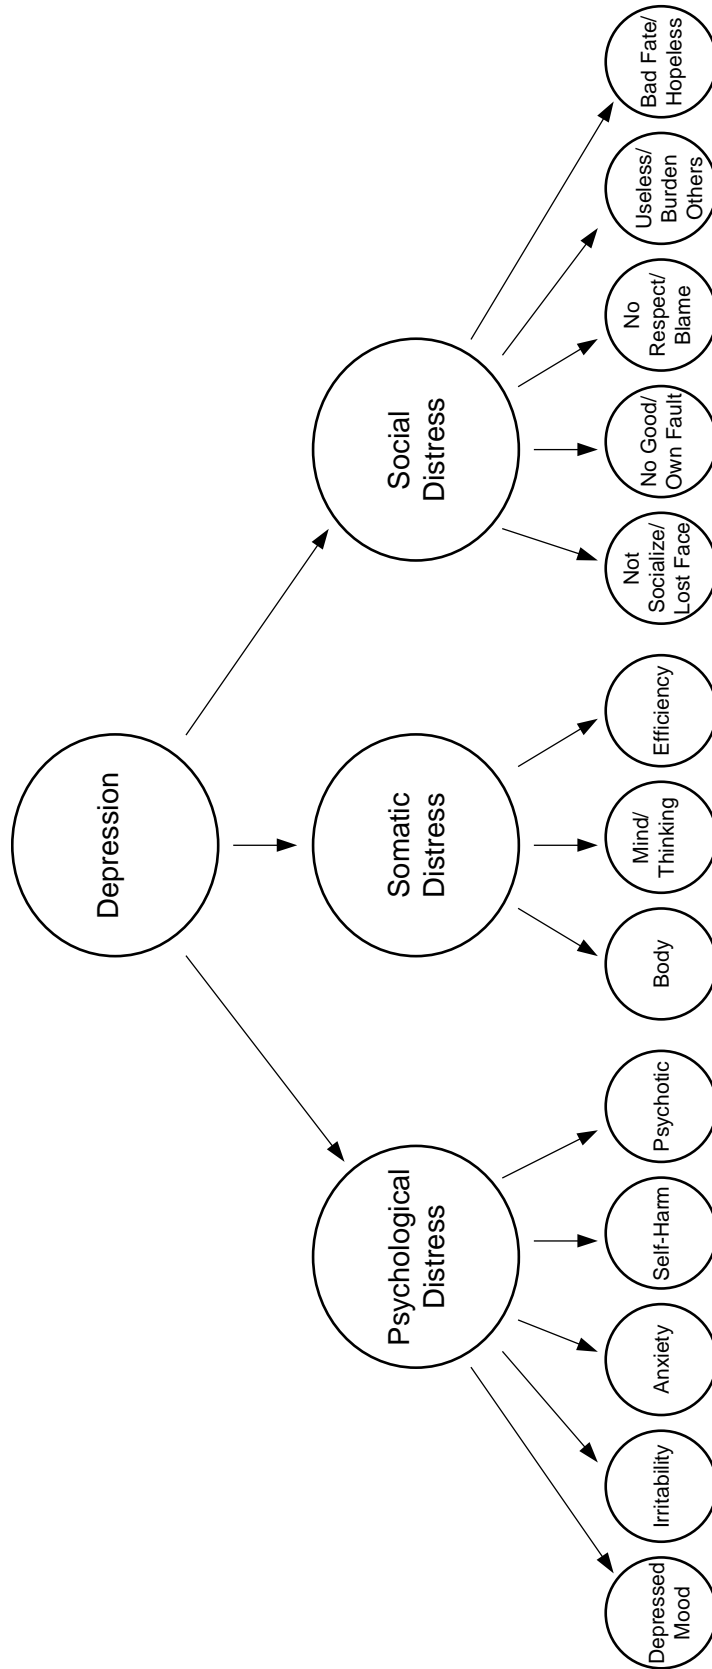 Depression
Psychological
Distress
Somatic
Distress
Social
Distress
Depressed
Mood
Irritability
Anxiety
Self-Harm
Psychotic
Body
Mind/
Thinking
Efficiency
Not
Socialize/
Lost Face
No Good/
Own Fault
No
Respect/
Blame
Useless/
Burden
Others
Bad Fate/
Hopeless